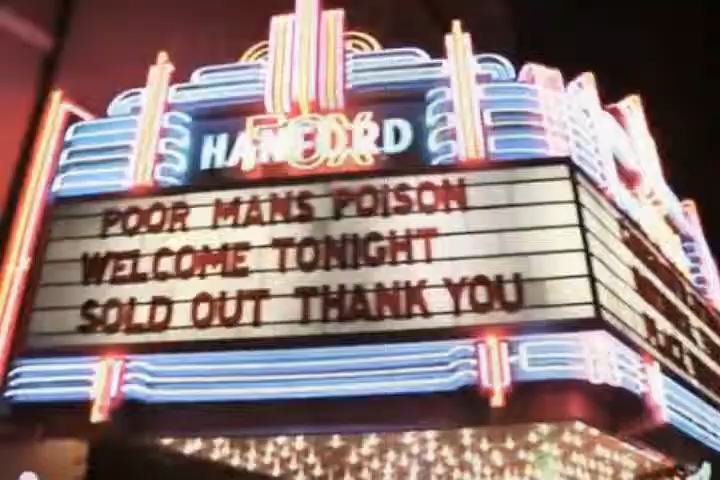 HANFORD
FOX
POOR MANS POISON
WELCOME TONIGHT
SOLD OUT THANK YOU